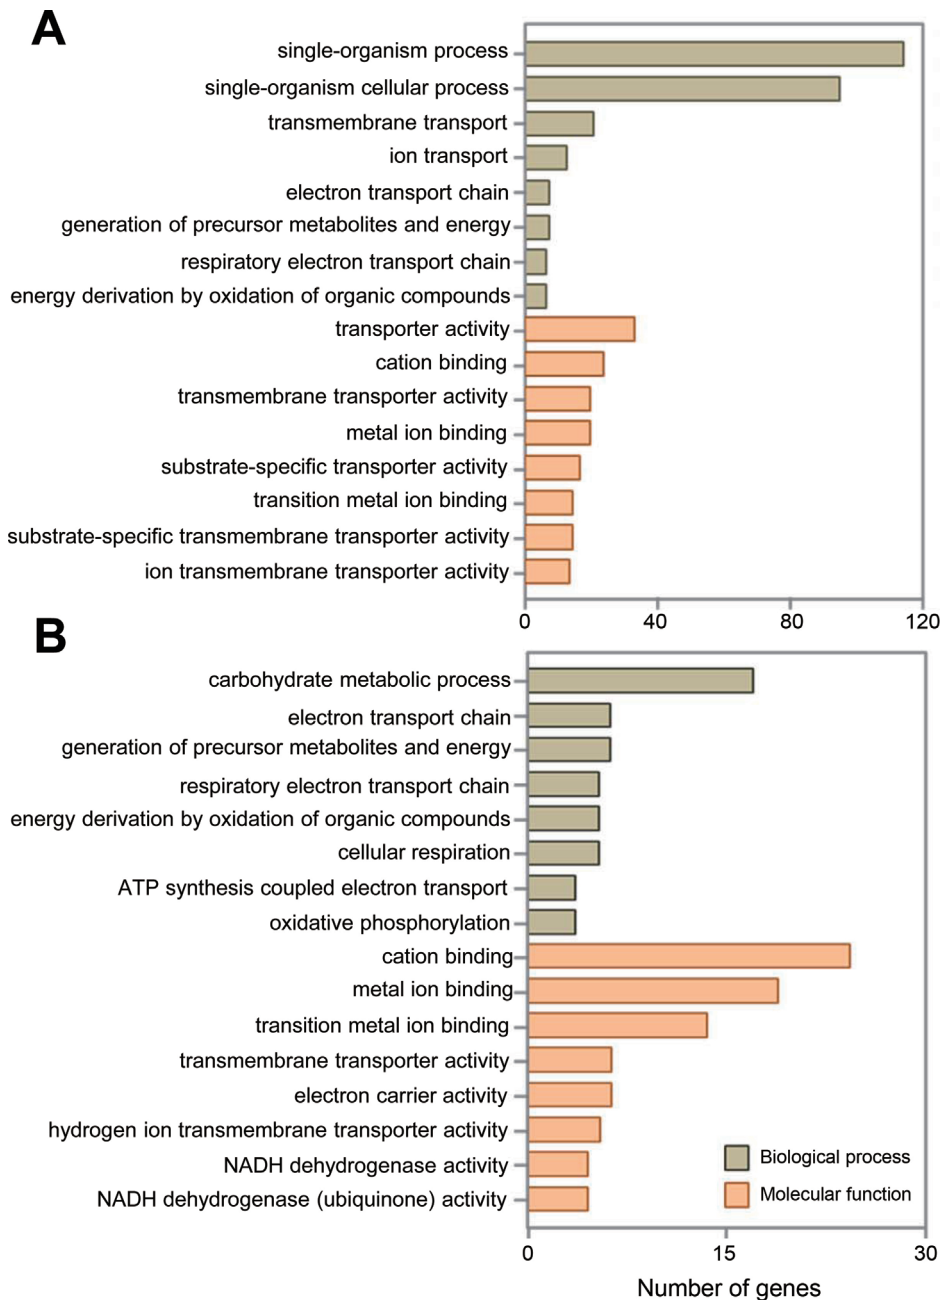 A
single-organism process
single-organism cellular process
transmembrane transport
ion transport
electron transport chain
generation of precursor metabolites and energy
respiratory electron transport chain
energy derivation by oxidation of organic compounds
transporter activity
cation binding
transmembrane transporter activity
metal ion binding
substrate-specific transporter activity
transition metal ion binding
substrate-specific transmembrane transporter activity
ion transmembrane transporter activity
0 40 80 120
B
carbohydrate metabolic process
electron transport chain
generation of precursor metabolites and energy
respiratory electron transport chain
energy derivation by oxidation of organic compounds
cellular respiration
ATP synthesis coupled electron transport
oxidative phosphorylation
cation binding
metal ion binding
transition metal ion binding
transmembrane transporter activity
electron carrier activity
hydrogen ion transmembrane transporter activity
NADH dehydrogenase activity
NADH dehydrogenase (ubiquinone) activity
Biological process
Molecular function
0 15 30
Number of genes